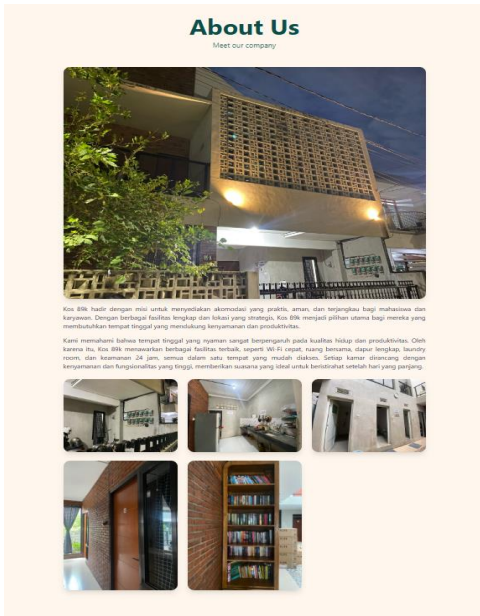 About Us
Meet our company
Kos 89k hadir dengan misi untuk menyediakan akomodasi yang praktis, aman, dan terjangkau bagi mahasiswa dan
karyawan. Dengan berbagai fasilitas lengkap dan lokasi yang strategis, Kos 89k menjadi pilihan utama bagi mereka yang
membutuhkan tempat tinggal yang mendukung kenyamanan dan produktivitas.
Kami memahami bahwa tempat tinggal yang nyaman sangat berpengaruh pada kualitas hidup dan produktivitas. Oleh
karena itu, Kos 89k menawarkan berbagai fasilitas terbaik, seperti Wi-Fi cepat, ruang bersama, dapur lengkap, laundry
room, dan keamanan 24 jam, semua dalam satu tempat yang mudah diakses. Setiap kamar dirancang dengan
kenyamanan dan fungsionalitas yang tinggi, memberikan suasana yang ideal untuk beristirahat setelah hari yang panjang.